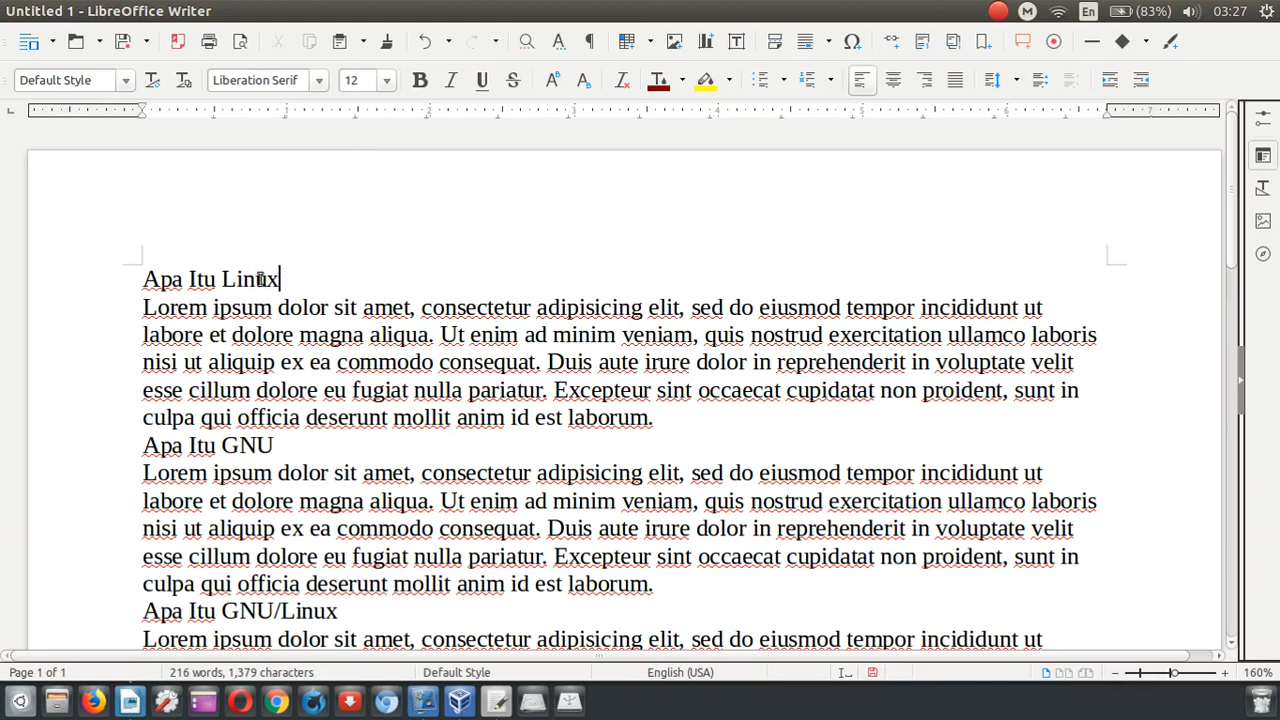 Untitled 1 - LibreOffice Writer
M
En
(83%)
03:27
Default Style
Liberation Serif
12
1
2
3
4
5
6
7
Apa Itu Linux
Lorem ipsum dolor sit amet, consectetur adipisicing elit, sed do eiusmod tempor incididunt ut
labore et dolore magna aliqua. Ut enim ad minim veniam, quis nostrud exercitation ullamco laboris
nisi ut aliquip ex ea commodo consequat. Duis aute irure dolor in reprehenderit in voluptate velit
esse cillum dolore eu fugiat nulla pariatur. Excepteur sint occaecat cupidatat non proident, sunt in
culpa qui officia deserunt mollit anim id est laborum.
Apa Itu GNU
Lorem ipsum dolor sit amet, consectetur adipisicing elit, sed do eiusmod tempor incididunt ut
labore et dolore magna aliqua. Ut enim ad minim veniam, quis nostrud exercitation ullamco laboris
nisi ut aliquip ex ea commodo consequat. Duis aute irure dolor in reprehenderit in voluptate velit
esse cillum dolore eu fugiat nulla pariatur. Excepteur sint occaecat cupidatat non proident, sunt in
culpa qui officia deserunt mollit anim id est laborum.
Apa Itu GNU/Linux
Lorem ipsum dolor sit amet, consectetur adipisicing elit, sed do eiusmod tempor incididunt ut
Page 1 of 1
216 words, 1,379 characters
Default Style
English (USA)
160%